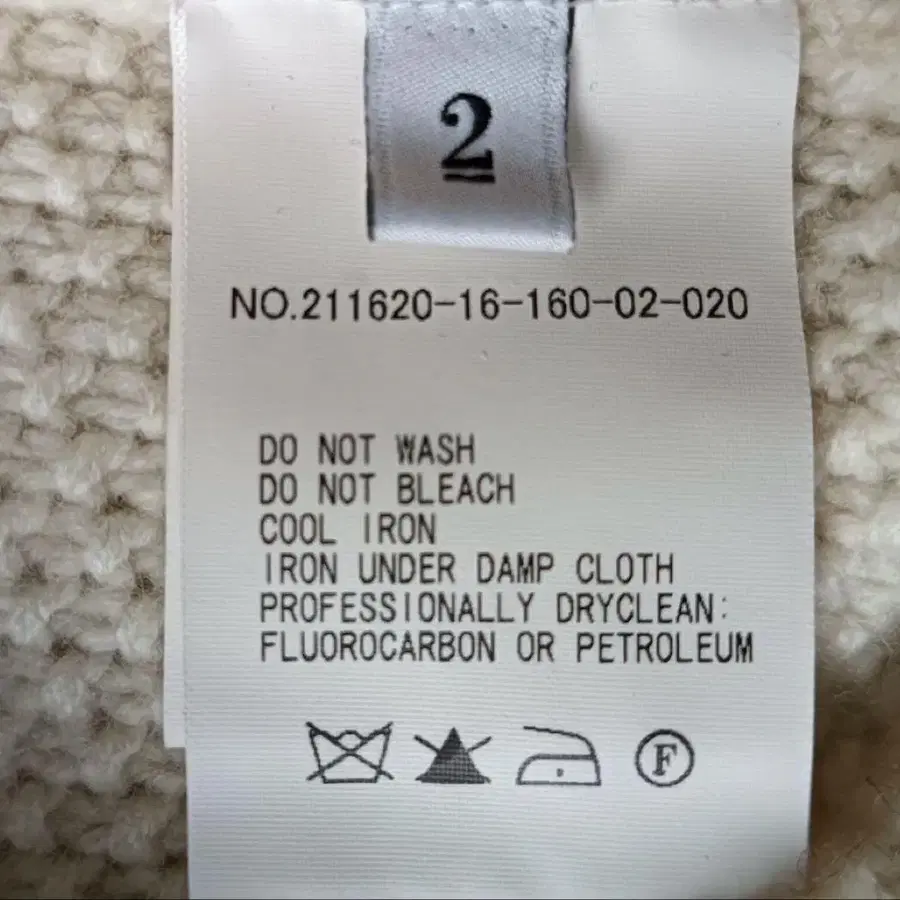 2
NO.211620-16-160-02-020
DO NOT WASH
DO NOT BLEACH
COOL IRON
IRON UNDER DAMP CLOTH
PROFESSIONALLY DRYCLEAN:
FLUOROCARBON OR PETROLEUM
F